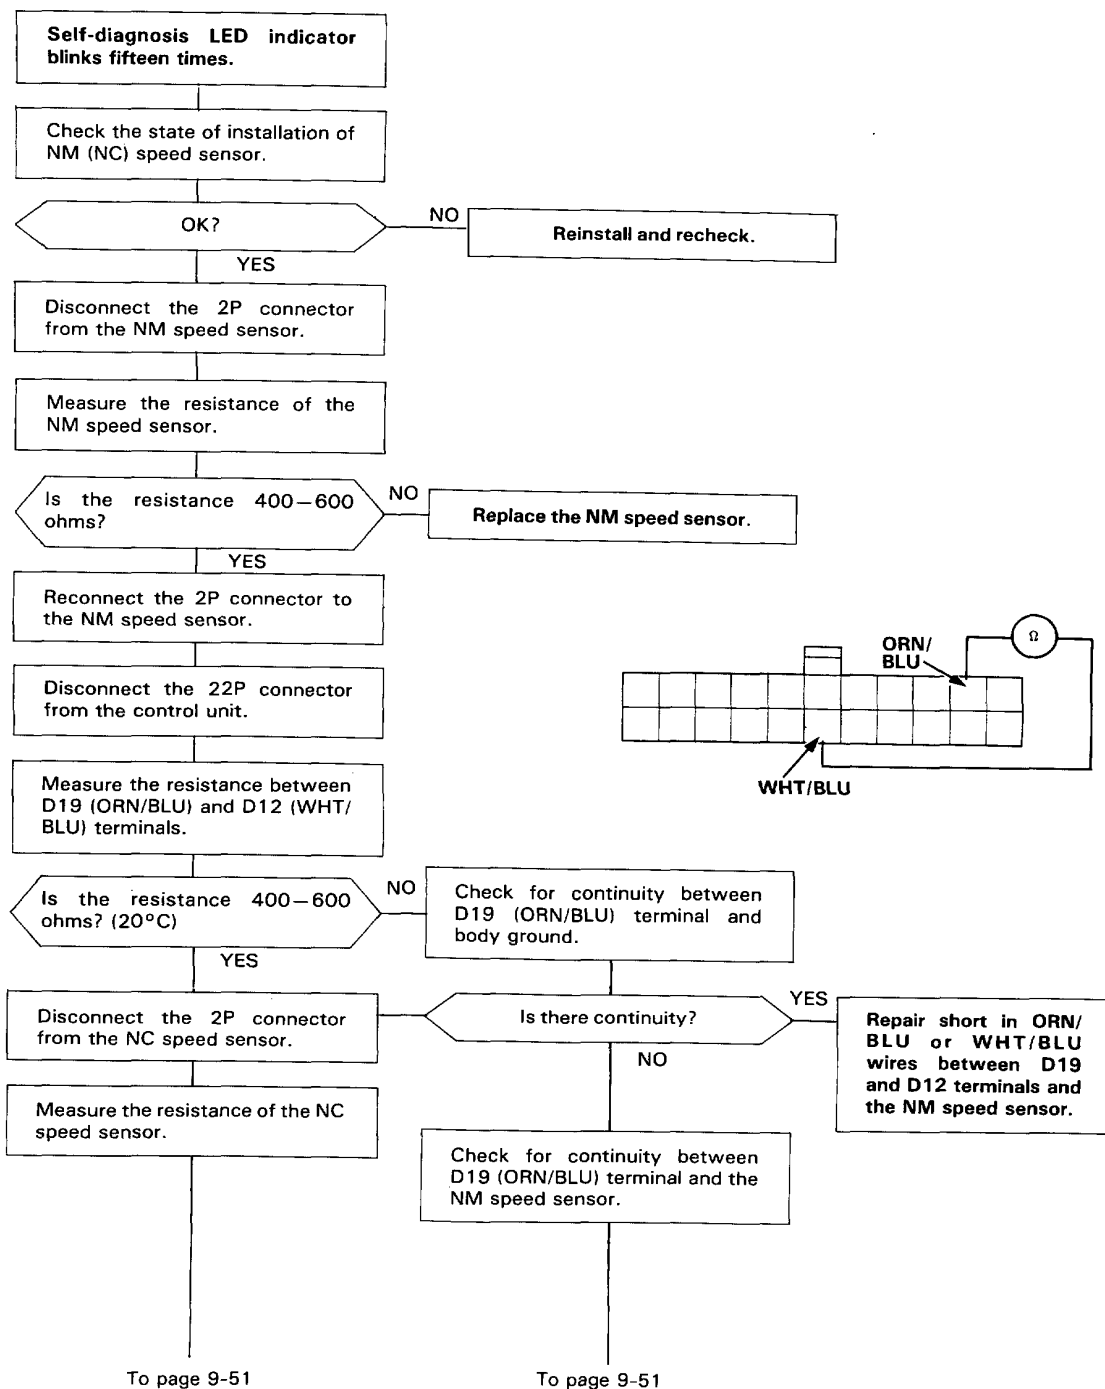 Self-diagnosis LED indicator
blinks fifteen times.
Check the state of installation of
NM (NC) speed sensor.
OK?
NO
Reinstall and recheck.
YES
Disconnect the 2P connector
from the NM speed sensor.
Measure the resistance of the
NM speed sensor.
Is the resistance 400—600
ohms?
NO
Replace the NM speed sensor.
YES
Reconnect the 2P connector to
the NM speed sensor.
Disconnect the 22P connector
from the control unit.
Measure the resistance between
D19 (ORN/BLU) and D12 (WHT/
BLU) terminals.
ORN/
BLU
Ω
WHT/BLU
Is the resistance 400—600
ohms? (20°C)
NO
Check for continuity between
D19 (ORN/BLU) terminal and
body ground.
YES
Disconnect the 2P connector
from the NC speed sensor.
Is there continuity?
YES
Repair short in ORN/
BLU or WHT/BLU
wires between D19
and D12 terminals and
the NM speed sensor.
NO
Measure the resistance of the NC
speed sensor.
Check for continuity between
D19 (ORN/BLU) terminal and the
NM speed sensor.
To page 9-51
To page 9-51